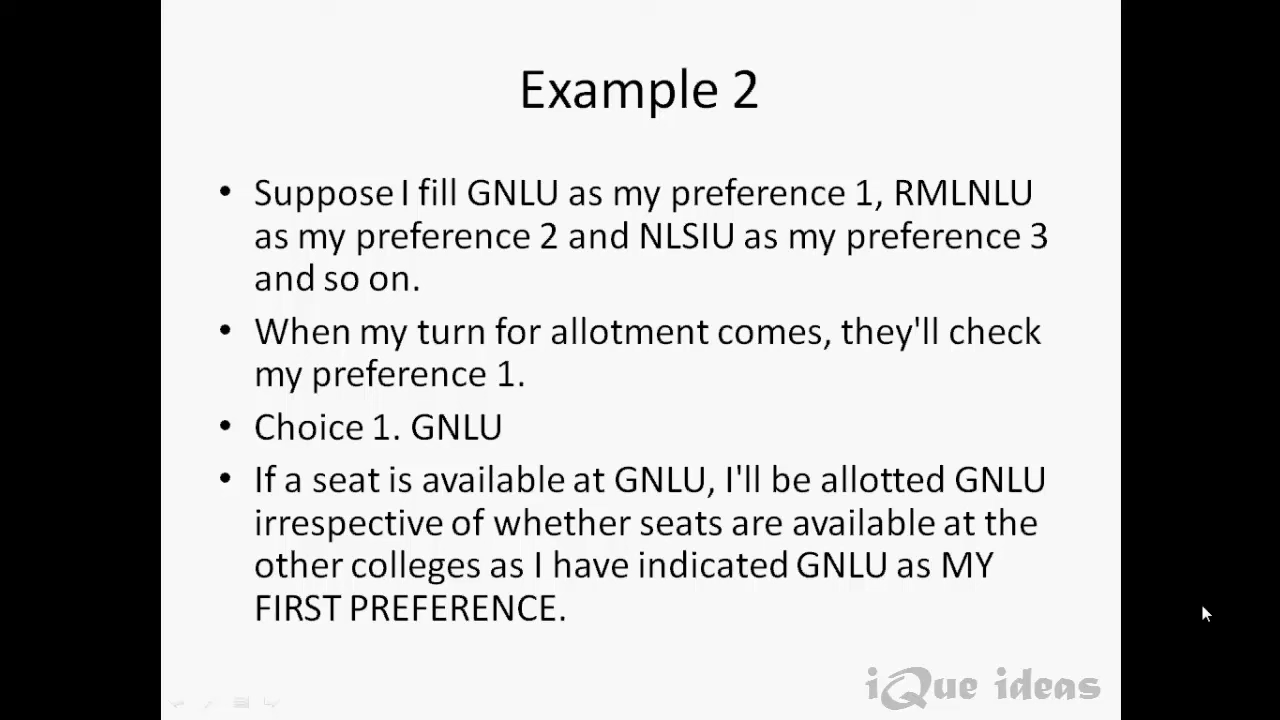 Example 2
• Suppose I fill GNLU as my preference 1, RMLNLU
as my preference 2 and NLSIU as my preference 3
and so on.
• When my turn for allotment comes, they'll check
my preference 1.
• Choice 1. GNLU
• If a seat is available at GNLU, I'll be allotted GNLU
irrespective of whether seats are available at the
other colleges as I have indicated GNLU as MY
FIRST PREFERENCE.
iQue ideas